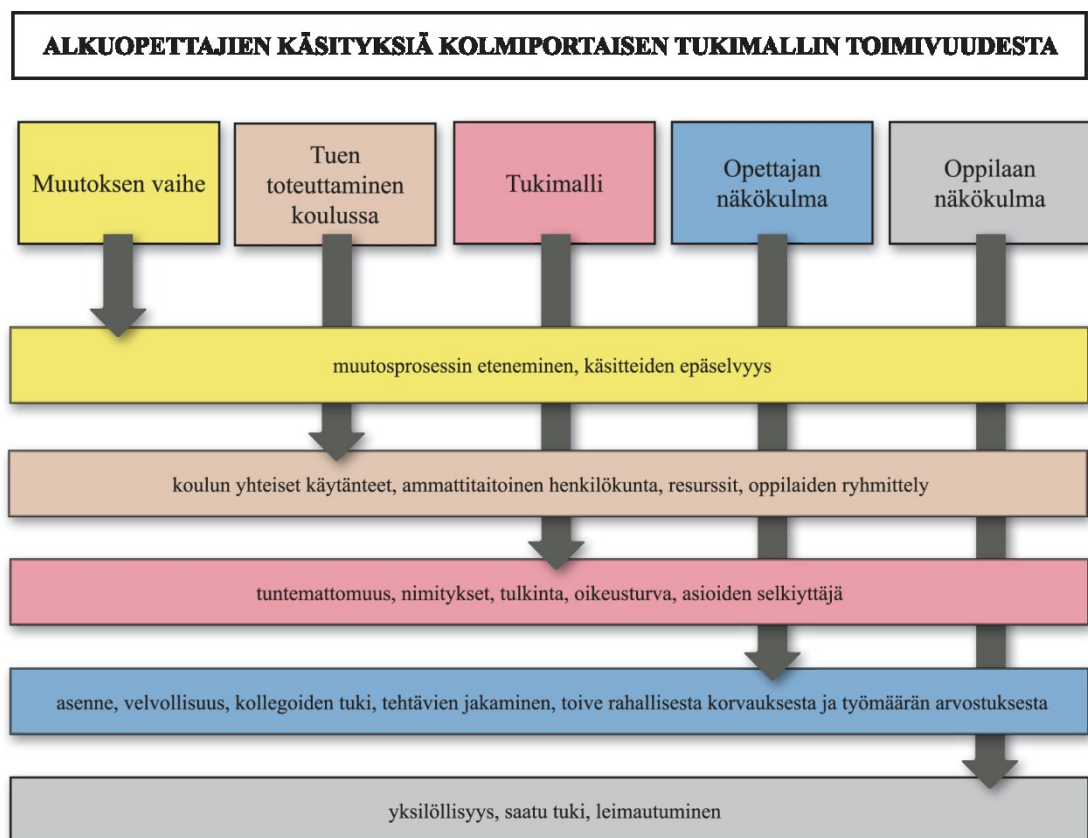 ALKUOPETTAJIEN KÄSITYKSIÄ KOLMIPORTAISEN TUKIMALLIN TOIMIVUUDESTA
Muutoksen vaihe
Tuen
toteuttaminen
koulussa
Tukimalli
Opettajan
näkökulma
Oppilaan
näkökulma
muutosprosessin eteneminen, käsitteiden epäselvyys
koulun yhteiset käytänteet, ammattitaitoinen henkilökunta, resurssit, oppilaiden ryhmittely
tuntemattomuus, nimitykset, tulkinta, oikeusturva, asioiden selkiyttäjä
asenne, velvollisuus, kollegoiden tuki, tehtävien jakaminen, toive rahallisesta korvauksesta ja työmäärän arvostuksesta
yksilöllisyys, saatu tuki, leimautuminen